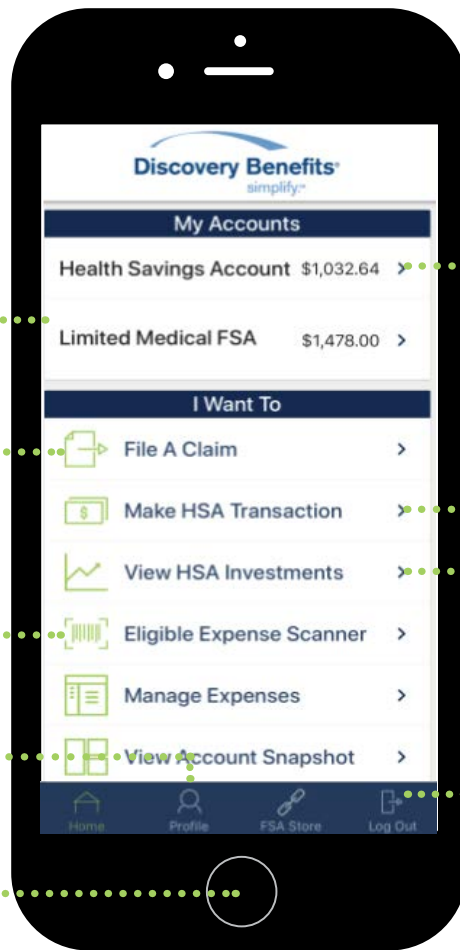 Discovery Benefits®
simplify.℠
My Accounts
Health Savings Account $1,032.64 >
Limited Medical FSA $1,478.00 >
I Want To
File A Claim >
$ Make HSA Transaction >
View HSA Investments >
Eligible Expense Scanner >
Manage Expenses >
View Account Snapshot >
Home Profile FSA Store Log Out